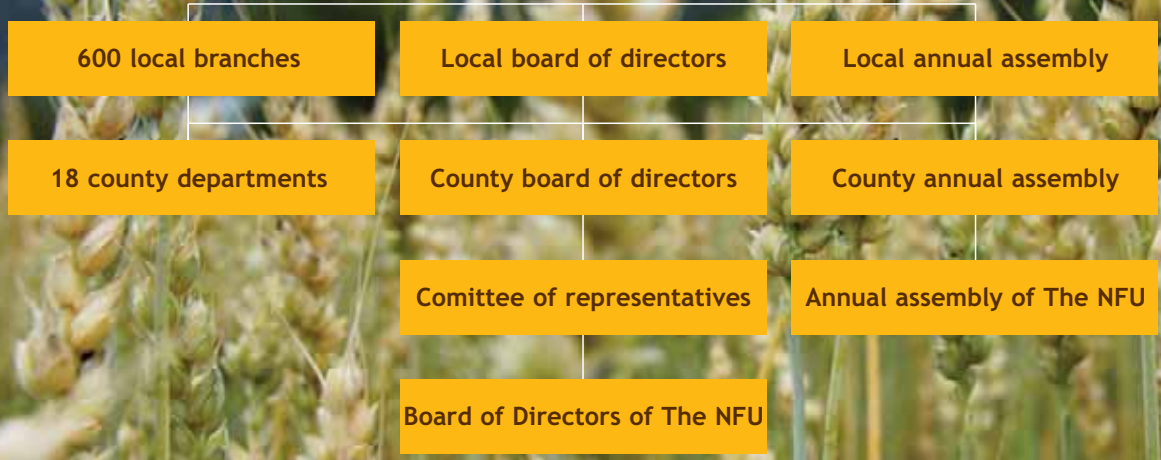 600 local branches
Local board of directors
Local annual assembly
18 county departments
County board of directors
County annual assembly
Comittee of representatives
Annual assembly of The NFU
Board of Directors of The NFU